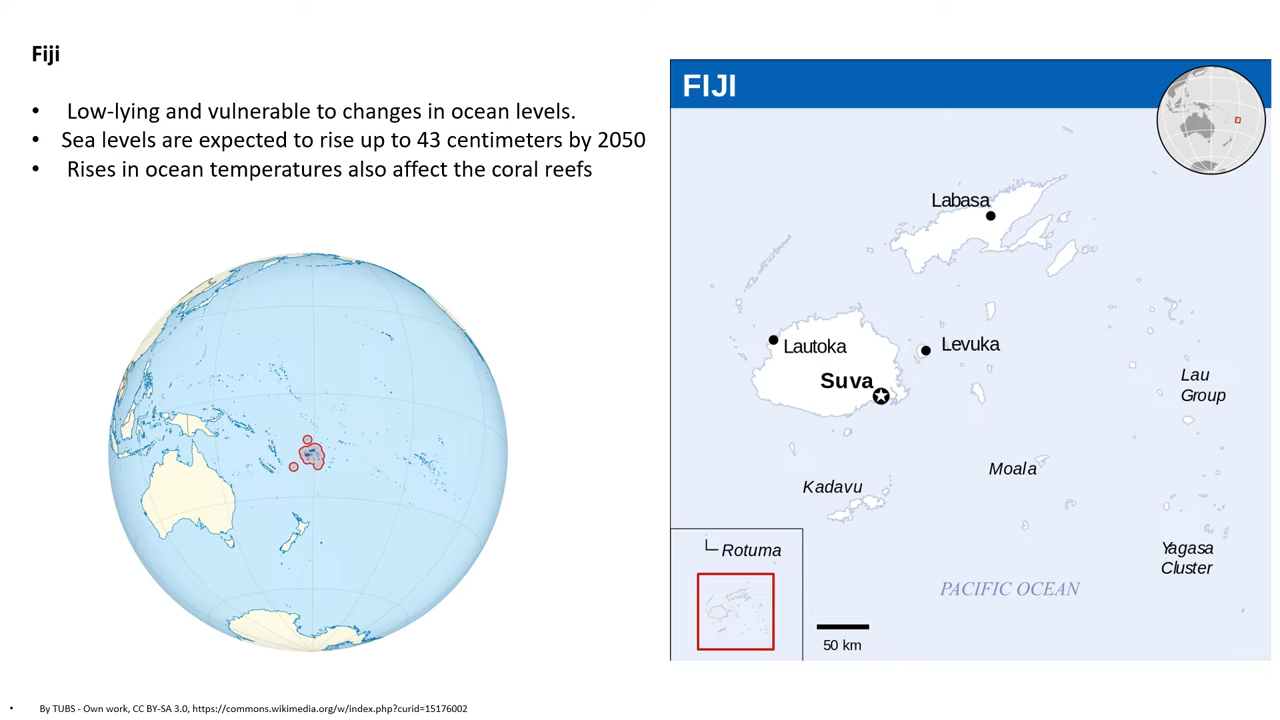 Fiji
• Low-lying and vulnerable to changes in ocean levels.
• Sea levels are expected to rise up to 43 centimeters by 2050
• Rises in ocean temperatures also affect the coral reefs
FIJI
Labasa
Lautoka
Levuka
Suva
Lau
Group
Moala
Kadavu
Rotuma
Yagasa
Cluster
PACIFIC OCEAN
50 km
• By TUBS - Own work, CC BY-SA 3.0, https://commons.wikimedia.org/w/index.php?curid=15176002